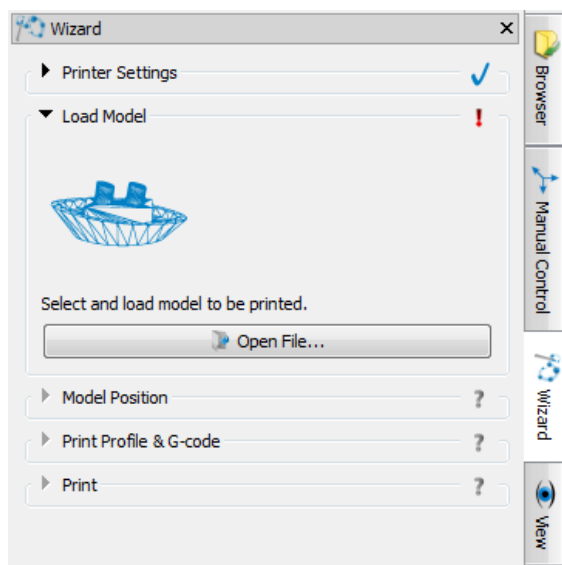 Wizard
Printer Settings
Load Model
Select and load model to be printed.
Open File...
Model Position
?
Print Profile & G-code
?
Print
?
Browser
Manual Control
Wizard
View